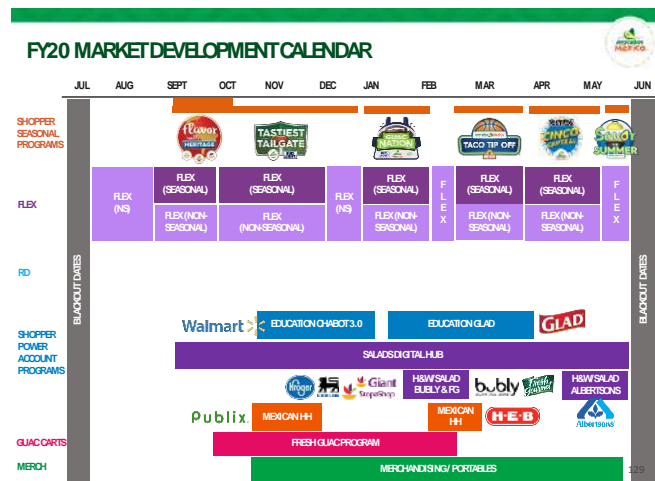 FY20 MARKET DEVELOPMENT CALENDAR
JUL AUG SEPT OCT NOV DEC JAN FEB MAR APR MAY JUN
SHOPPER
SEASONAL
PROGRAMS
flavor
HERITAGE
TASTIEST
TAILGATE
GUAC
NATION
TACO TIP OFF
CINCO
SUMMER
FLEX
FLEX
(NS)
FLEX
(SEASONAL)
FLEX (NON-
SEASONAL)
FLEX
(SEASONAL)
FLEX
(NON-SEASONAL)
FLEX
(NS)
FLEX
(SEASONAL)
FLEX (NON-
SEASONAL)
F
L
E
X
FLEX
(SEASONAL)
FLEX (NON-
SEASONAL)
FLEX
(SEASONAL)
FLEX (NON-
SEASONAL)
F
L
E
X
BLACKOUT DATES
BLACKOUT DATES
RD
SHOPPER
POWER
ACCOUNT
PROGRAMS
Walmart
EDUCATION CHABOT 3.0
EDUCATION GLAD
GLAD
SALADS DIGITAL HUB
Kroger
Giant
Stop&Shop
H&W/SALAD
BUBLY & FG
bubly
Fresh
Gourmet
H&W/SALAD
ALBERTSONS
Publix.
MEXICAN HH
MEXICAN
HH
H-E-B
Albertsons
GUAC CARTS
FRESH GUAC PROGRAM
MERCH
MERCHANDISING / PORTABLES
129